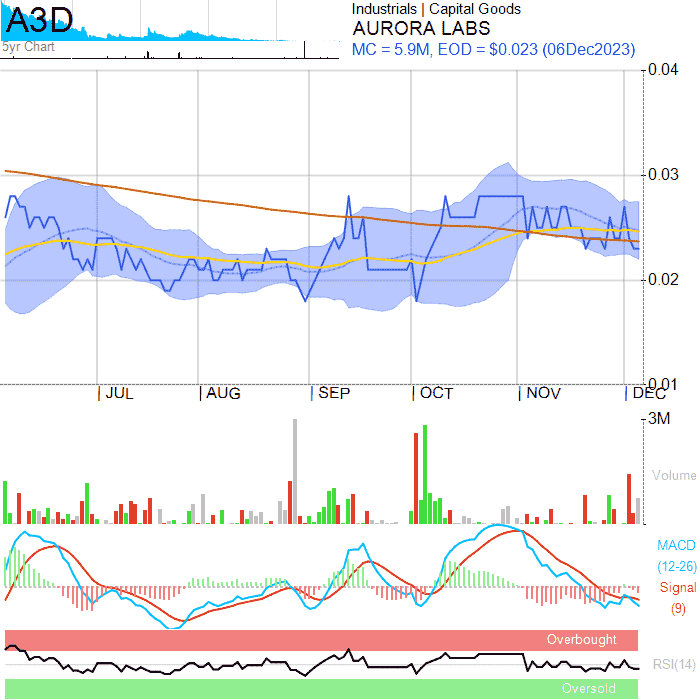 A3D
5yr Chart
Industrials | Capital Goods
AURORA LABS
MC = 5.9M, EOD = $0.023 (06Dec2023)
0.04
0.03
0.02
0.01
JUL
AUG
SEP
OCT
NOV
DEC
3M
Volume
MACD
(12-26)
Signal
(9)
Overbought
RSI(14)
Oversold